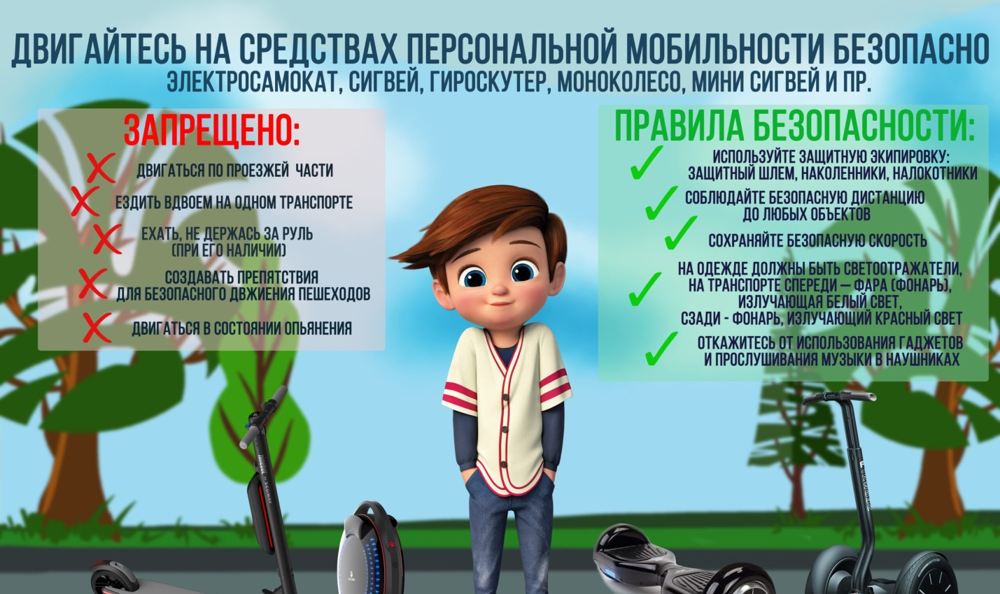 ДВИГАЙТЕСЬ НА СРЕДСТВАХ ПЕРСОНАЛЬНОЙ МОБИЛЬНОСТИ БЕЗОПАСНО
ЭЛЕКТРОСАМОКАТ, СИГВЕЙ, ГИРОСКУТЕР, МОНОКОЛЕСО, МИНИ СИГВЕЙ И ПР.
ЗАПРЕЩЕНО:
ДВИГАТЬСЯ ПО ПРОЕЗЖЕЙ ЧАСТИ
ЕЗДИТЬ ВДВОЕМ НА ОДНОМ ТРАНСПОРТЕ
ЕХАТЬ, НЕ ДЕРЖАСЬ ЗА РУЛЬ
(ПРИ ЕГО НАЛИЧИИ)
СОЗДАВАТЬ ПРЕПЯТСТВИЯ
ДЛЯ БЕЗОПАСНОГО ДВЖИЕНИЯ ПЕШЕХОДОВ
ДВИГАТЬСЯ В СОСТОЯНИИ ОПЬЯНЕНИЯ
ПРАВИЛА БЕЗОПАСНОСТИ:
ИСПОЛЬЗУЙТЕ ЗАЩИТНУЮ ЭКИПИРОВКУ:
ЗАЩИТНЫЙ ШЛЕМ, НАКОЛЕННИКИ, НАЛОКОТНИКИ
СОБЛЮДАЙТЕ БЕЗОПАСНУЮ ДИСТАНЦИЮ
ДО ЛЮБЫХ ОБЪЕКТОВ
СОХРАНЯЙТЕ БЕЗОПАСНУЮ СКОРОСТЬ
НА ОДЕЖДЕ ДОЛЖНЫ БЫТЬ СВЕТООТРАЖАТЕЛИ,
НА ТРАНСПОРТЕ СПЕРЕДИ – ФАРА (ФОНАРЬ),
ИЗЛУЧАЮЩАЯ БЕЛЫЙ СВЕТ,
СЗАДИ - ФОНАРЬ, ИЗЛУЧАЮЩИЙ КРАСНЫЙ СВЕТ
ОТКАЖИТЕСЬ ОТ ИСПОЛЬЗОВАНИЯ ГАДЖЕТОВ
И ПРОСЛУШИВАНИЯ МУЗЫКИ В НАУШНИКАХ
SEGWAY